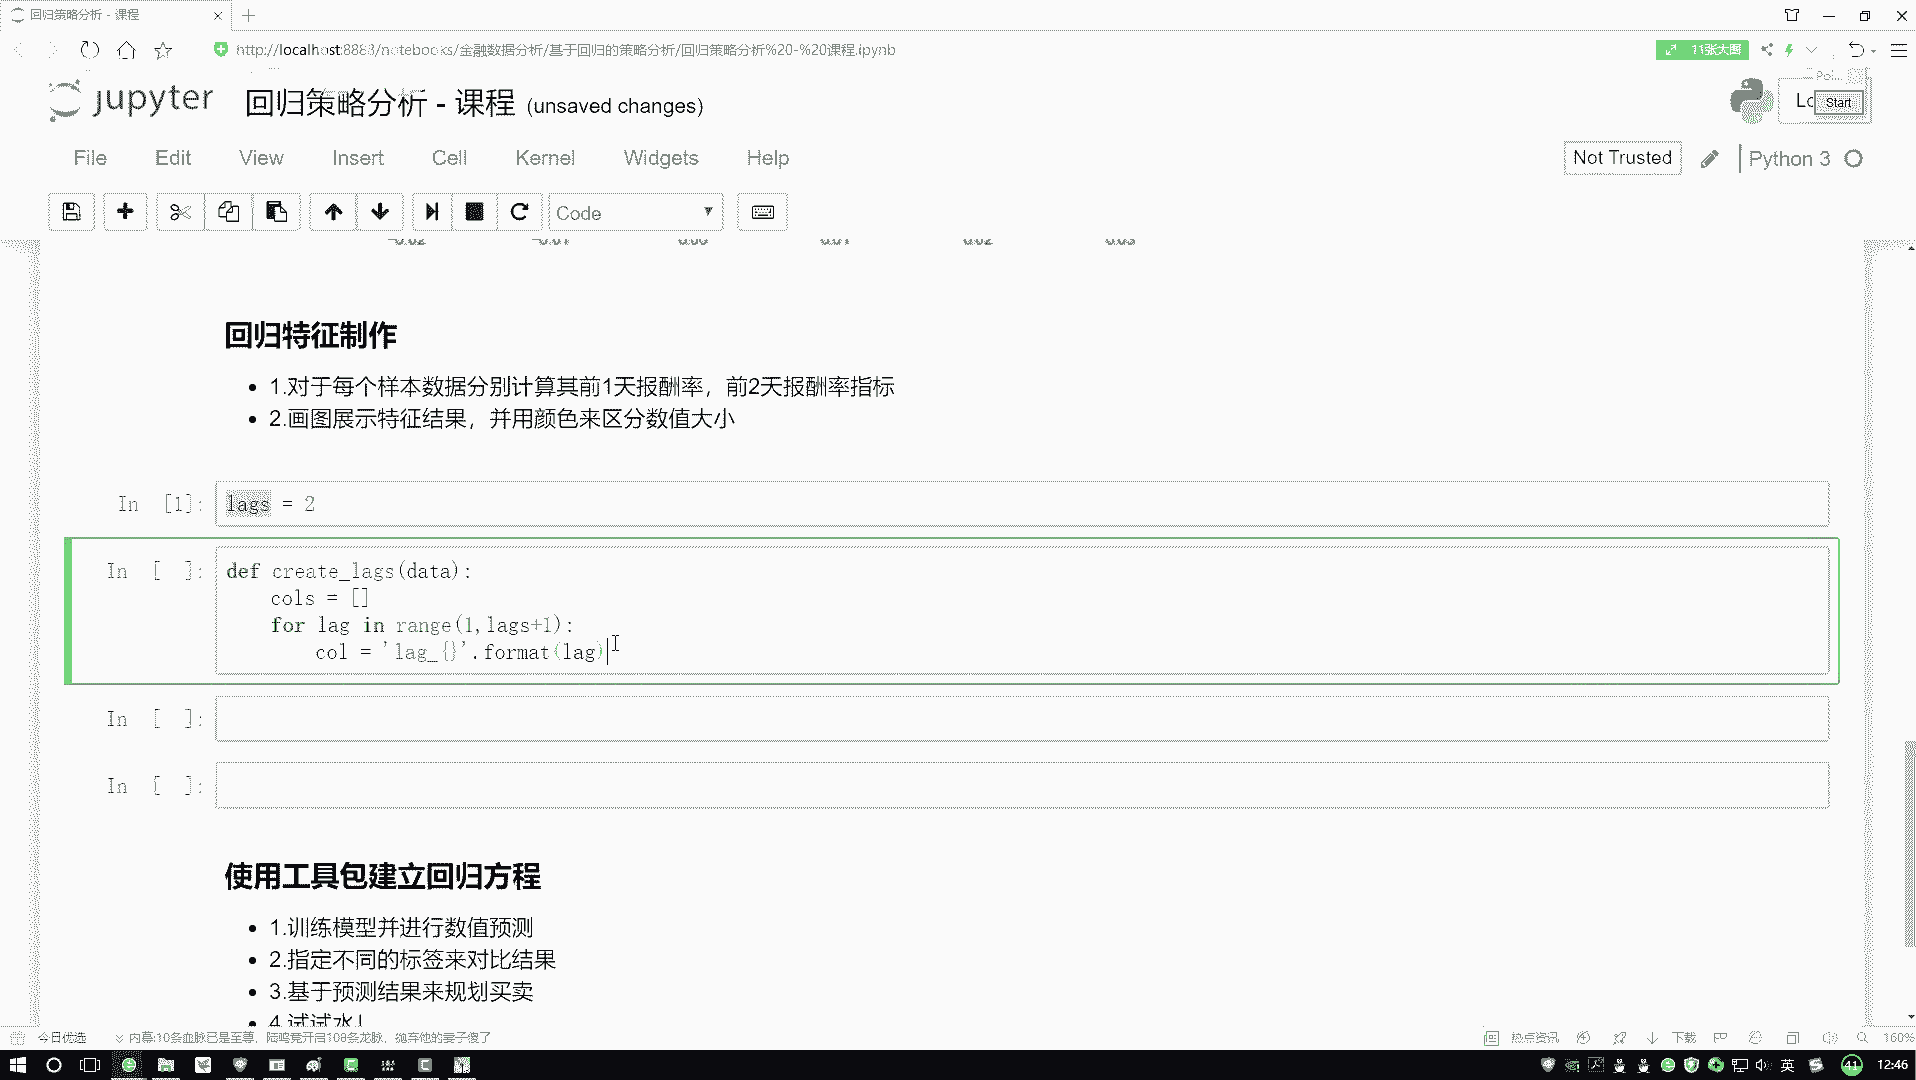 回归策略分析 - 课程
http://localhost:8888/notebooks/金融数据分析/基于回归的策略分析/回归策略分析%20-%20课程.ipynb
11张大图
jupyter
回归策略分析 - 课程 (unsaved changes)
Start
File Edit View Insert Cell Kernel Widgets Help
Not Trusted
Python 3
Code
-0.02 -0.01 0.00 0.01 0.02 0.03
回归特征制作
• 1.对于每个样本数据分别计算其前1天报酬率，前2天报酬率指标
• 2.画图展示特征结果，并用颜色来区分数值大小
In [1]: lags = 2
In [ ]: def create_lags(data):
cols = []
for lag in range(1,lags+1):
col = 'lag_{}'.format(lag)
In [ ]:
In [ ]:
使用工具包建立回归方程
• 1.训练模型并进行数值预测
• 2.指定不同的标签来对比结果
• 3.基于预测结果来规划买卖
• 4.试试水！
今日优选
内幕:10条血脉已是至尊，陆鸣竟开启108条龙脉，抛弃他的妻子傻了
热点资讯
下载
160%
英
41
12:46